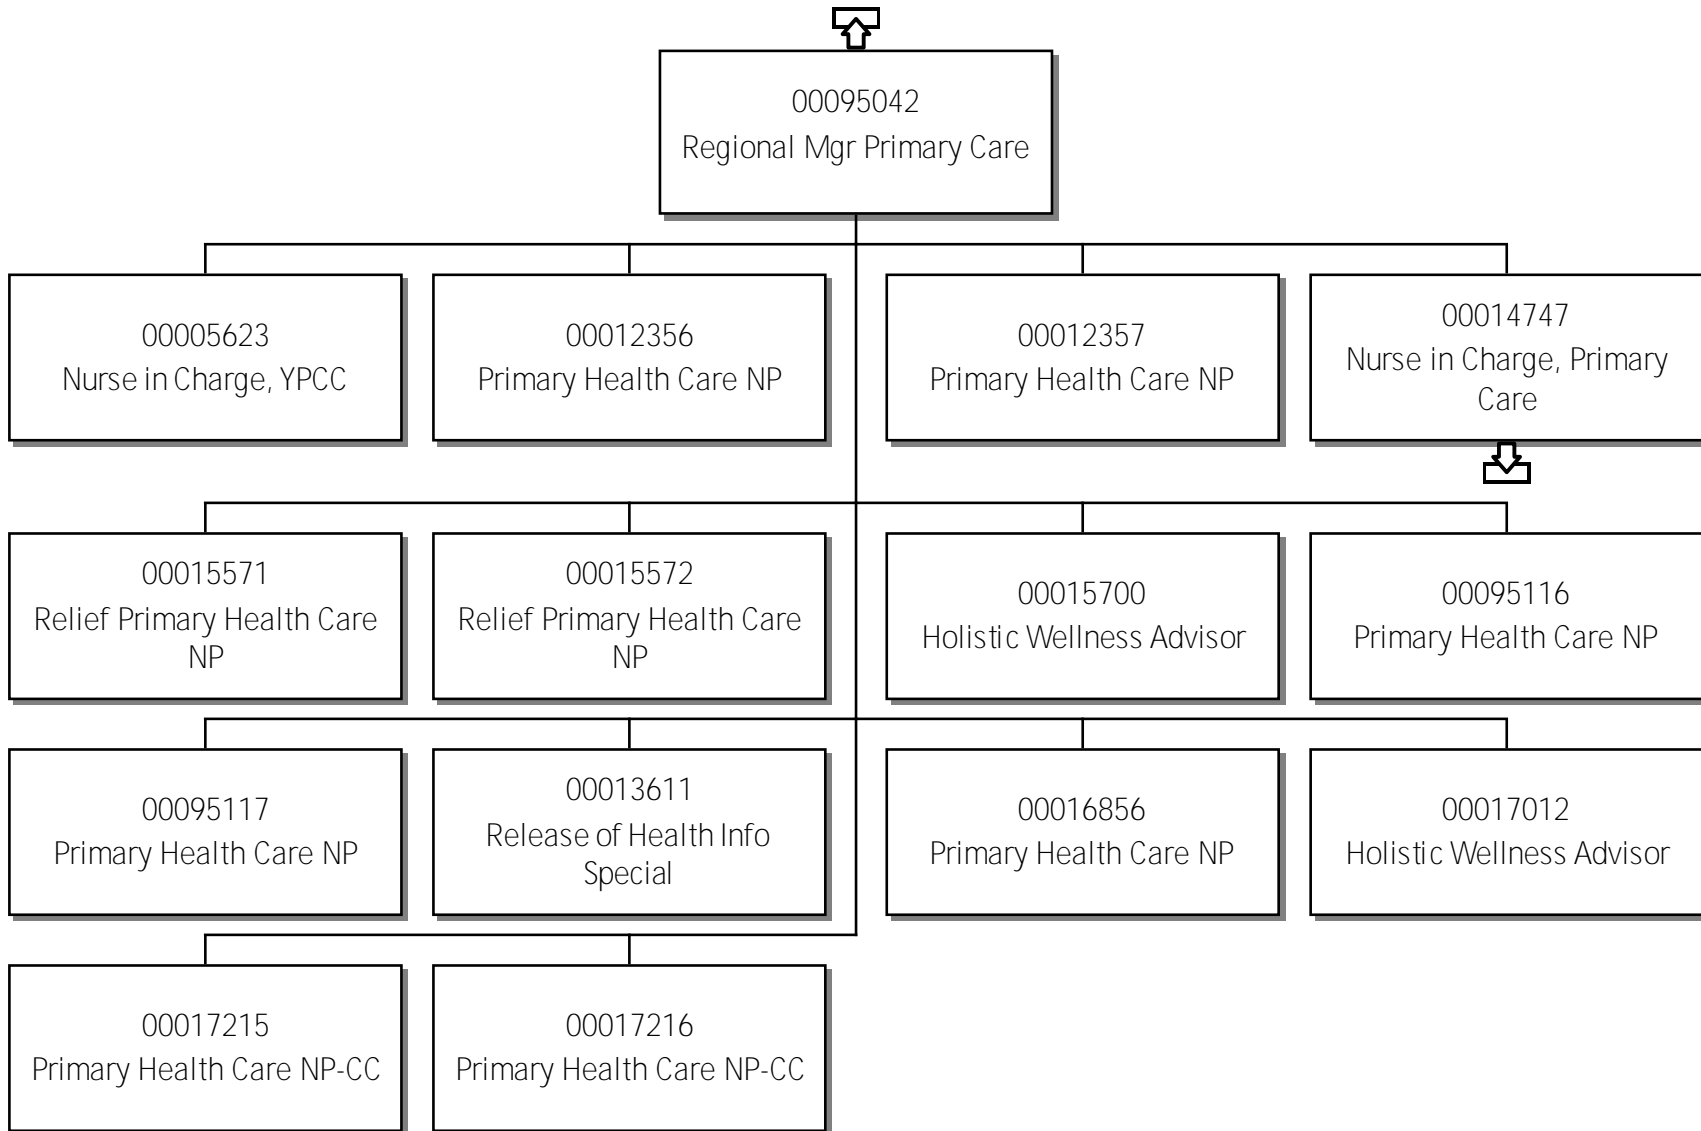 00095042
Regional Mgr Primary Care
00005623
Nurse in Charge, YPCC
00012356
Primary Health Care NP
00012357
Primary Health Care NP
00014747
Nurse in Charge, Primary
Care
00015571
Relief Primary Health Care
NP
00015572
Relief Primary Health Care
NP
00015700
Holistic Wellness Advisor
00095116
Primary Health Care NP
00095117
Primary Health Care NP
00013611
Release of Health Info
Special
00016856
Primary Health Care NP
00017012
Holistic Wellness Advisor
00017215
Primary Health Care NP-CC
00017216
Primary Health Care NP-CC